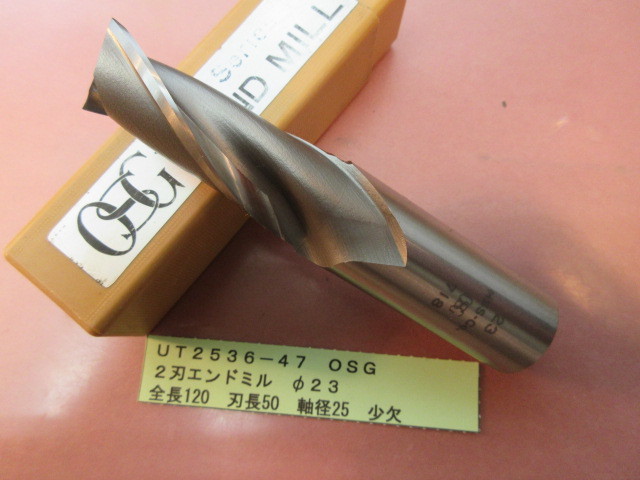 OSG
END MILL
UT2536-47 OSG
2刃エンドミル φ23
全長120 刃長50 軸径25 少欠
23